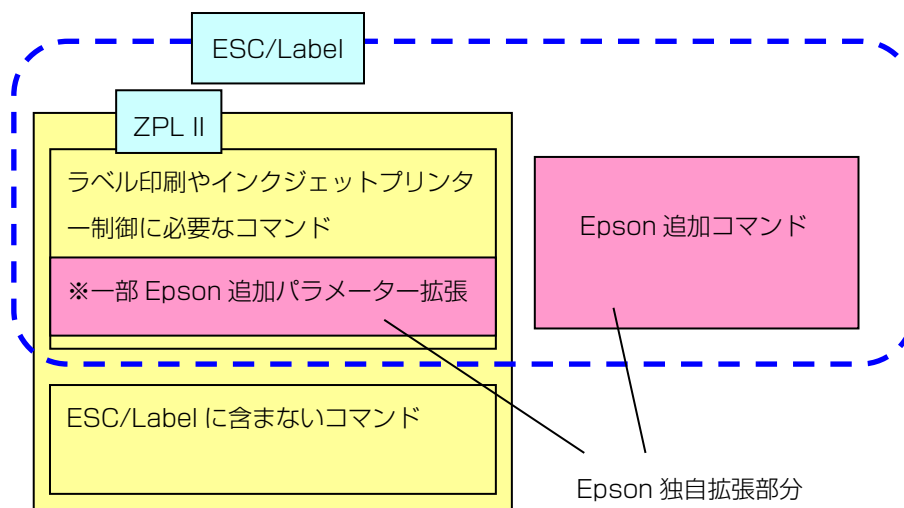 ESC/Label
ZPL II
ラベル印刷やインクジェットプリンタ
ー制御に必要なコマンド
※一部 Epson 追加パラメーター拡張
Epson 追加コマンド
ESC/Label に含まないコマンド
Epson 独自拡張部分